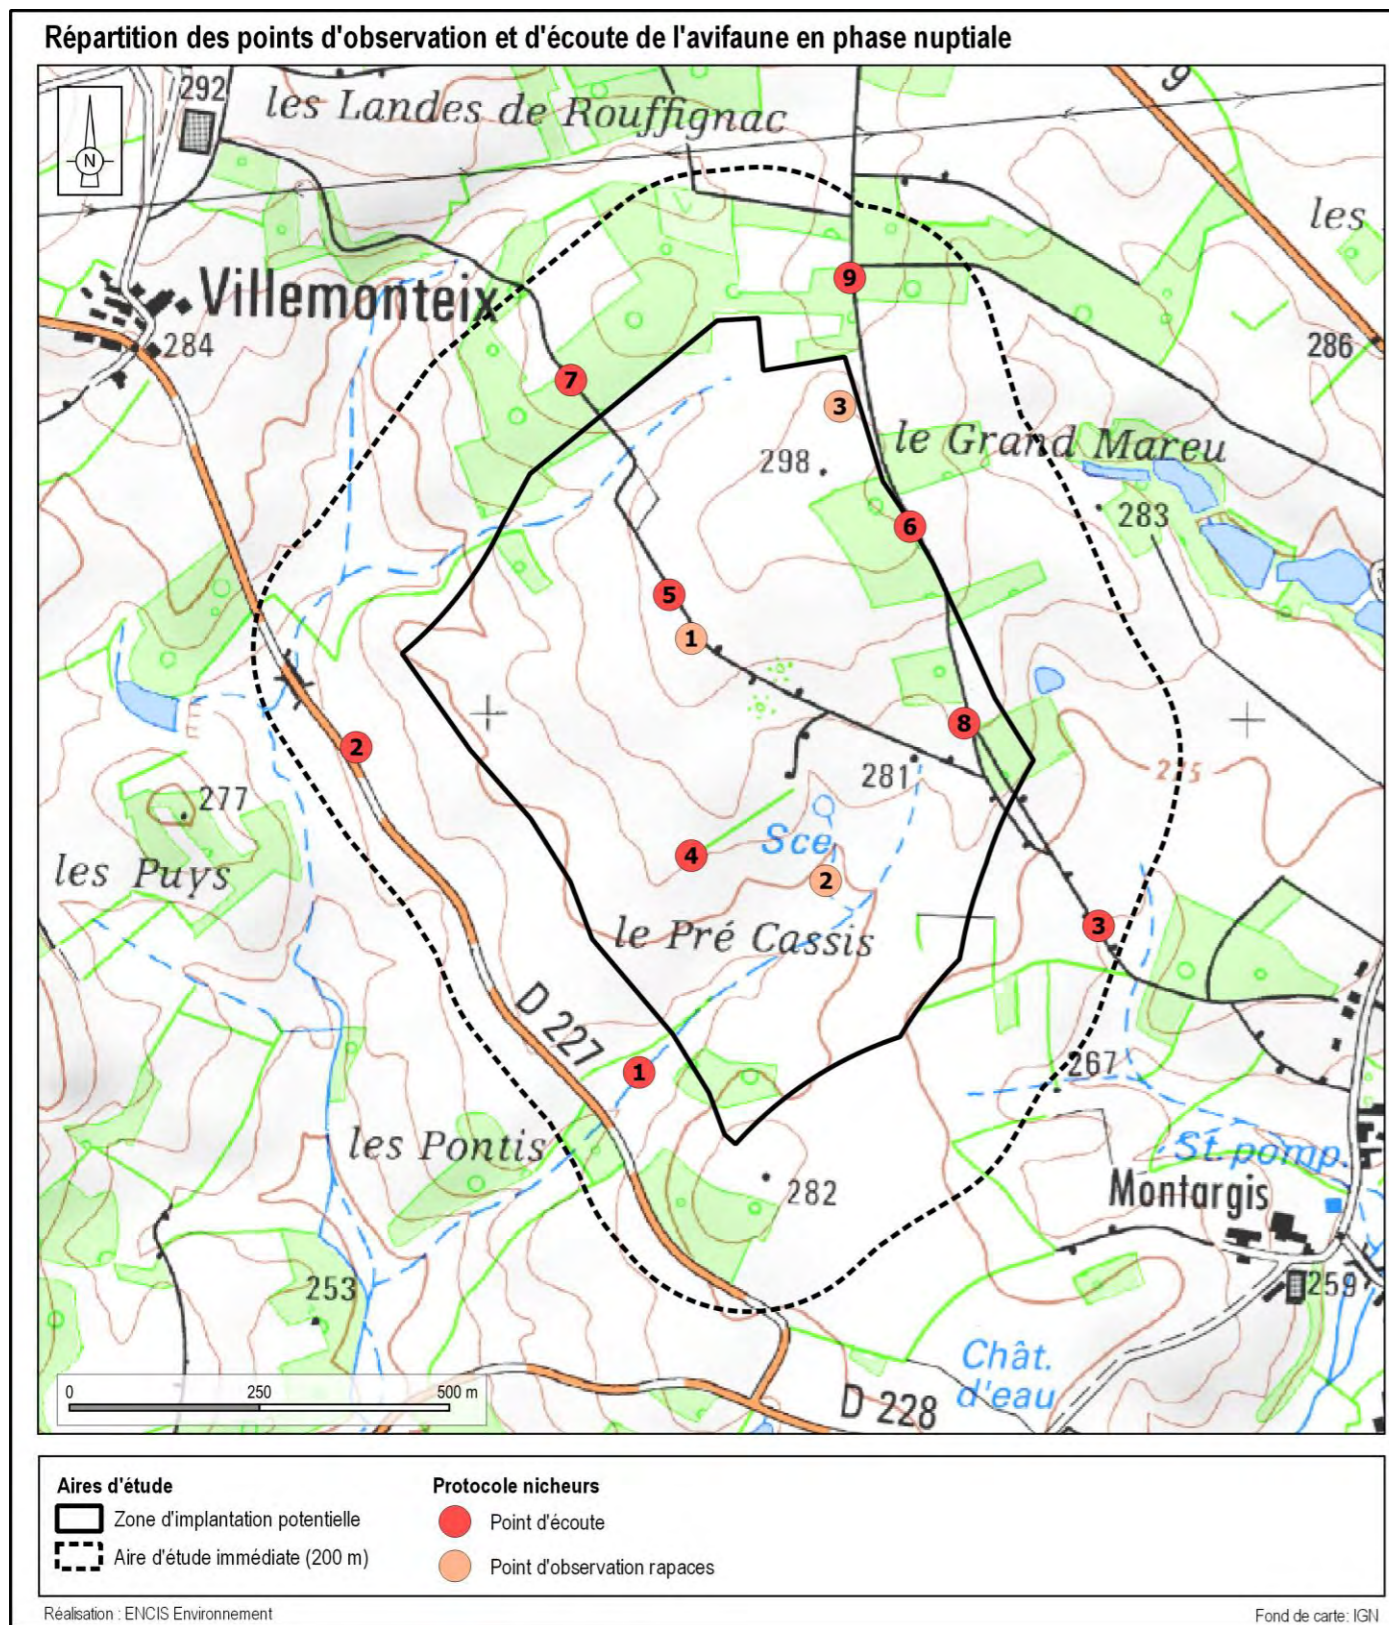 Répartition des points d'observation et d'écoute de l'avifaune en phase nuptiale
292
les Landes de Rouffignac
9
N
les
Villemonteix
9
284
286
7
3
le Grand Mareu
298
283
6
5
1
8
2
281
275
277
Sce
les Puys
4
2
le Pré Cassis
3
D 227
1
267
les Pontis
St. pomp.
Montargis
282
253
259
Chât.
d'eau
0 250 500 m
D 228
Aires d'étude
Zone d'implantation potentielle
Aire d'étude immédiate (200 m)
Protocole nicheurs
Point d'écoute
Point d'observation rapaces
Réalisation : ENCIS Environnement
Fond de carte: IGN